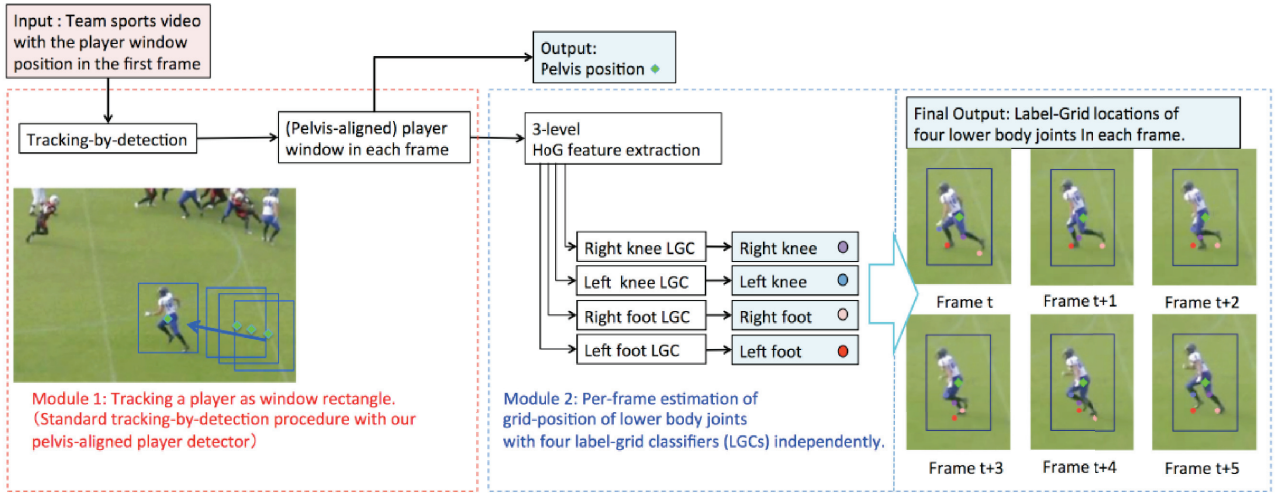 Input : Team sports video
with the player window
position in the first frame
Output:
Pelvis position
Tracking-by-detection
(Pelvis-aligned) player
window in each frame
3-level
HoG feature extraction
Right knee LGC
Right knee
Left knee LGC
Left knee
Right foot LGC
Right foot
Left foot LGC
Left foot
Module 1: Tracking a player as window rectangle.
(Standard tracking-by-detection procedure with our
pelvis-aligned player detector)
Module 2: Per-frame estimation of
grid-position of lower body joints
with four label-grid classifiers (LGCs) independently.
Final Output: Label-Grid locations of
four lower body joints In each frame.
Frame t
Frame t+1
Frame t+2
Frame t+3
Frame t+4
Frame t+5